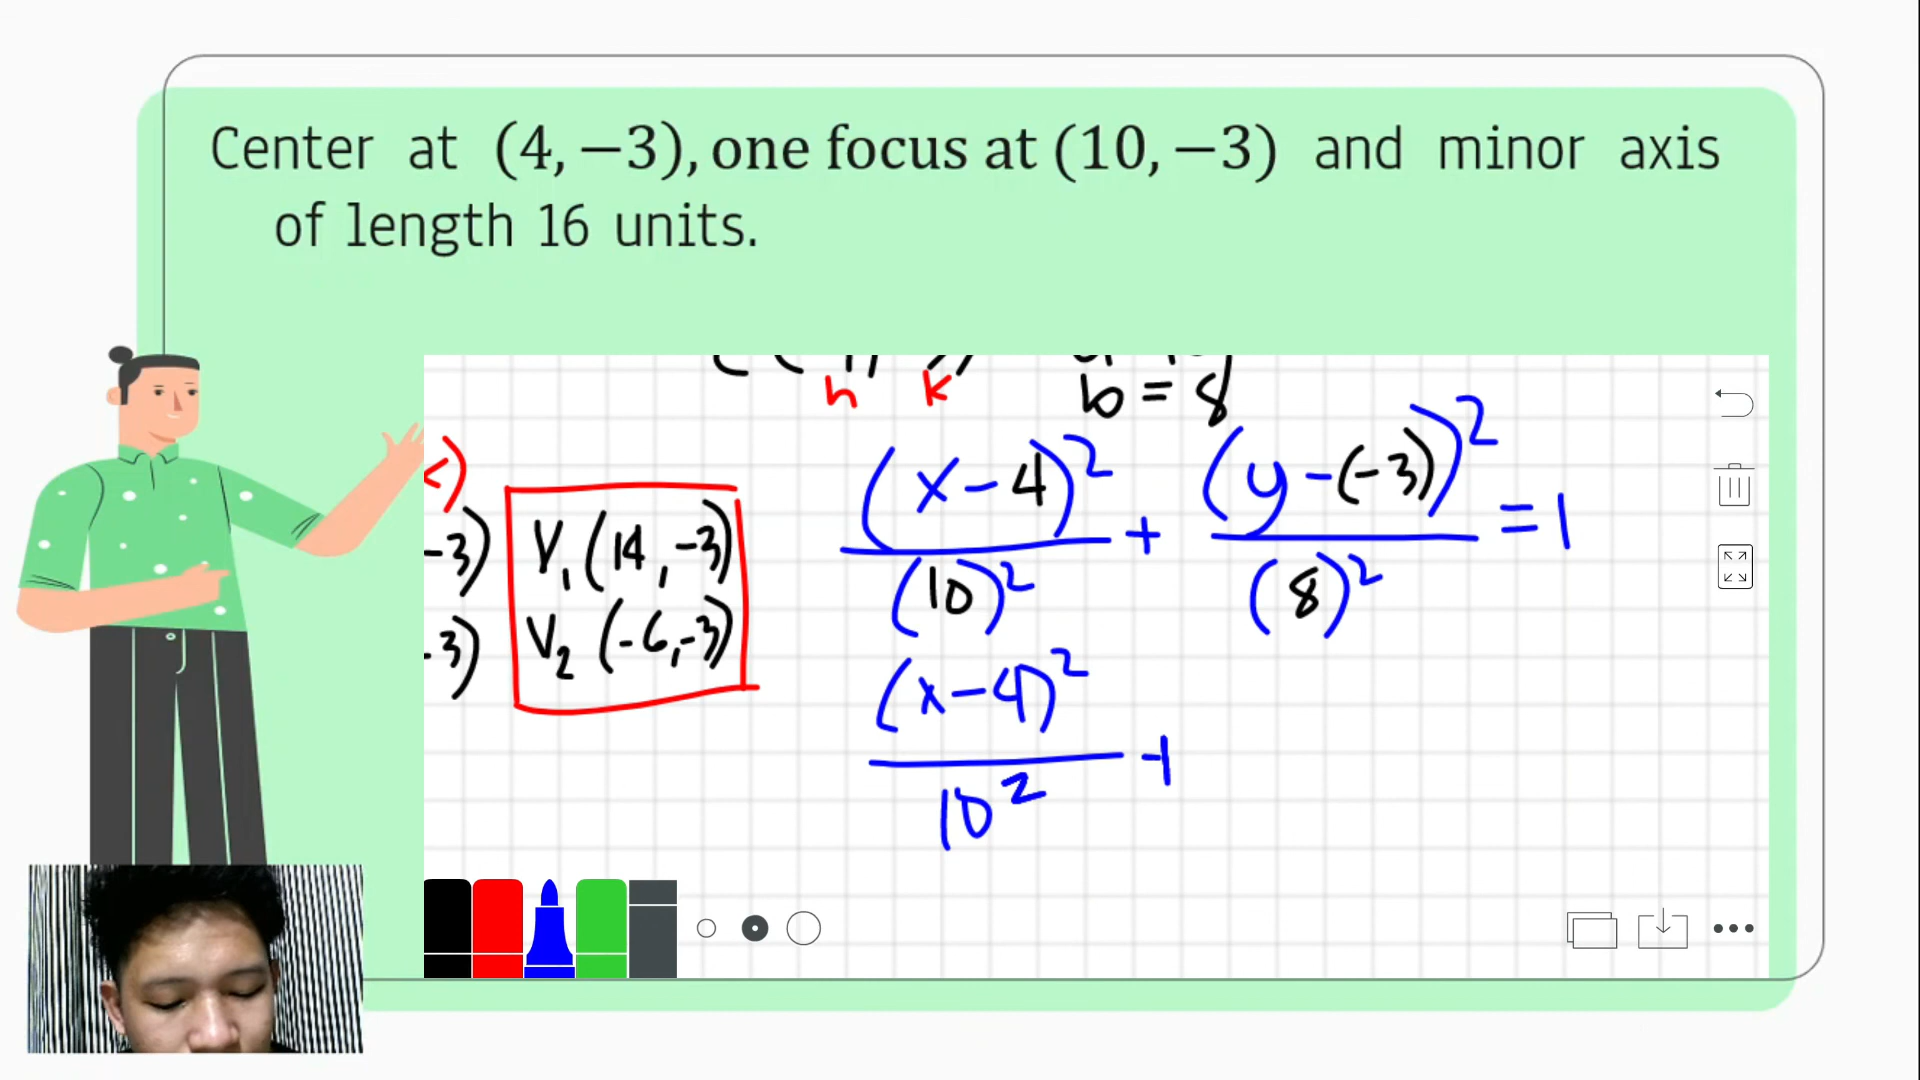 Center at (4, −3), one focus at (10, −3) and minor axis
of length 16 units.
h k
b = 8
(x-4)² / (10)² + (y-(-3))² / (8)² = 1
-3) V₁ (14, -3)
-3) V₂ (-6, -3)
(x-4)² / 10² +